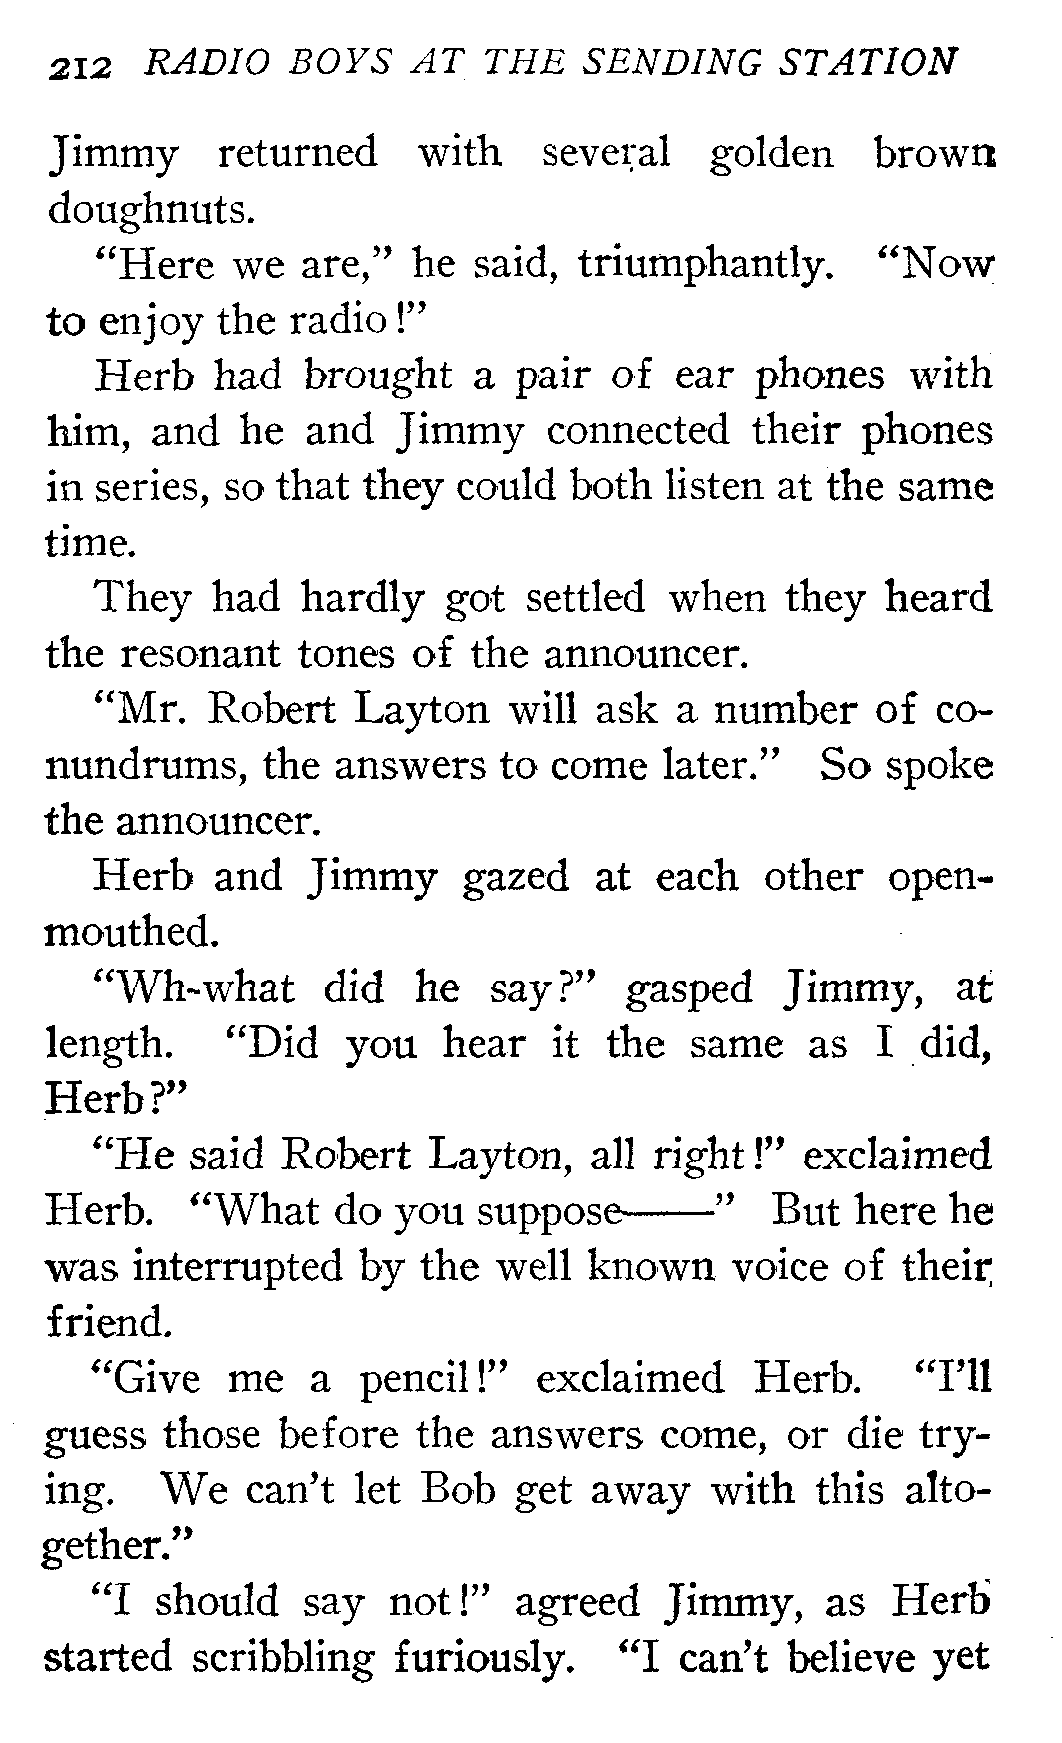 212 RADIO BOYS AT THE SENDING STATION
Jimmy returned with several golden brown
doughnuts.
“Here we are,” he said, triumphantly. “Now
to enjoy the radio!”
Herb had brought a pair of ear phones with
him, and he and Jimmy connected their phones
in series, so that they could both listen at the same
time.
They had hardly got settled when they heard
the resonant tones of the announcer.
“Mr. Robert Layton will ask a number of co-
nundrums, the answers to come later.” So spoke
the announcer.
Herb and Jimmy gazed at each other open-
mouthed.
“Wh-what did he say?” gasped Jimmy, at
length. “Did you hear it the same as I did,
Herb?”
“He said Robert Layton, all right!” exclaimed
Herb. “What do you suppose——” But here he
was interrupted by the well known voice of their
friend.
“Give me a pencil!” exclaimed Herb. “I’ll
guess those before the answers come, or die try-
ing. We can’t let Bob get away with this alto-
gether.”
“I should say not!” agreed Jimmy, as Herb
started scribbling furiously. “I can’t believe yet